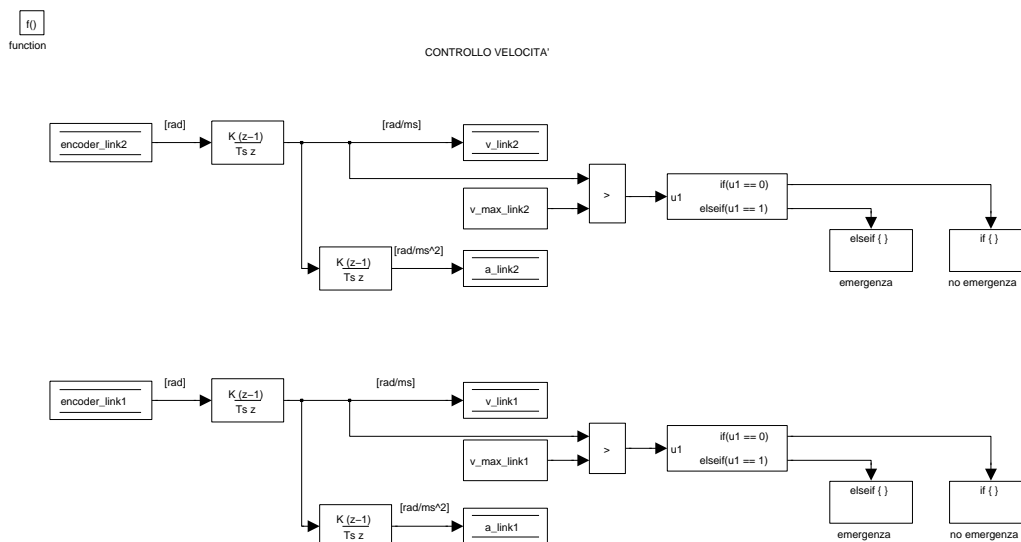 f()
function
CONTROLLO VELOCITA'
encoder_link2
[rad]
K (z−1)
Ts z
[rad/ms]
v_link2
v_max_link2
>
u1
if(u1 == 0)
elseif(u1 == 1)
elseif { }
emergenza
if { }
no emergenza
K (z−1)
Ts z
[rad/ms^2]
a_link2
encoder_link1
[rad]
K (z−1)
Ts z
[rad/ms]
v_link1
v_max_link1
>
u1
if(u1 == 0)
elseif(u1 == 1)
elseif { }
emergenza
if { }
no emergenza
K (z−1)
Ts z
[rad/ms^2]
a_link1